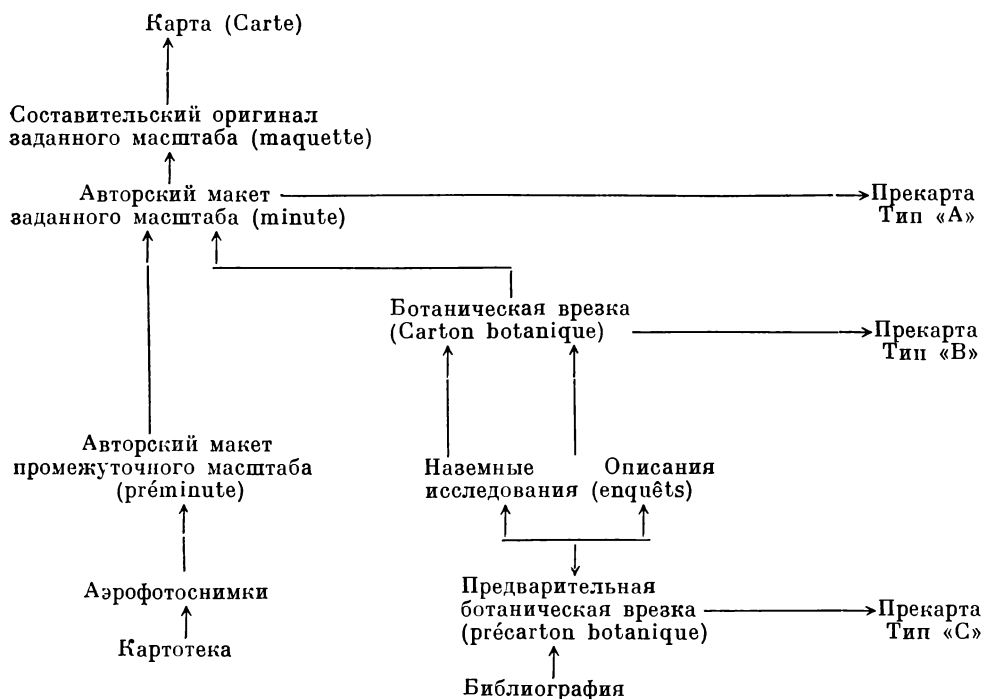 Карта (Carte)
Составительский оригинал
заданного масштаба (maquette)
Авторский макет
заданного масштаба (minute)
Прекарта
Тип «А»
Ботаническая врезка
(Carton botanique)
Прекарта
Тип «В»
Авторский макет
промежуточного масштаба
(préminute)
Наземные
исследования
Описания
(enquêts)
Аэрофотоснимки
Картотека
Предварительная
ботаническая врезка
(précarton botanique)
Прекарта
Тип «С»
Библиография